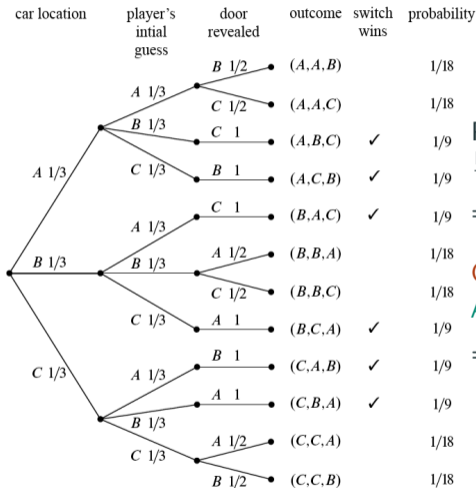 car location player's intial guess door revealed outcome switch wins probability
B 1/2 (A,A,B) 1/18
A 1/3
C 1/2 (A,A,C) 1/18
B 1/3 C 1 (A,B,C) ✓ 1/9
A 1/3 C 1/3 B 1 (A,C,B) ✓ 1/9
C 1 (B,A,C) ✓ 1/9
A 1/3
A 1/2 (B,B,A) 1/18
B 1/3 B 1/3
C 1/2 (B,B,C) 1/18
C 1/3 A 1 (B,C,A) ✓ 1/9
B 1 (C,A,B) ✓ 1/9
C 1/3 A 1/3
A 1 (C,B,A) ✓ 1/9
B 1/3
A 1/2 (C,C,A) 1/18
C 1/3
B 1/2 (C,C,B) 1/18